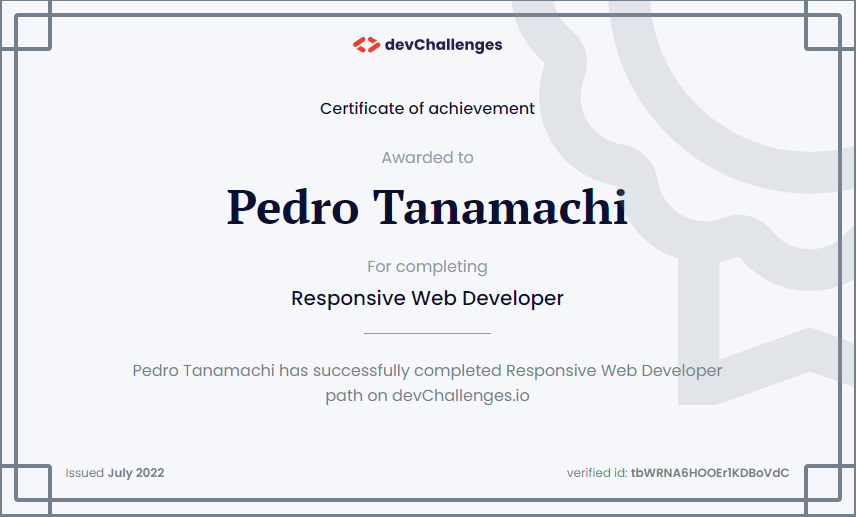 devChallenges
Certificate of achievement
Awarded to
Pedro Tanamachi
For completing
Responsive Web Developer
Pedro Tanamachi has successfully completed Responsive Web Developer
path on devChallenges.io
Issued July 2022
verified id: tbWRNA6HOOEr1KDBoVdC